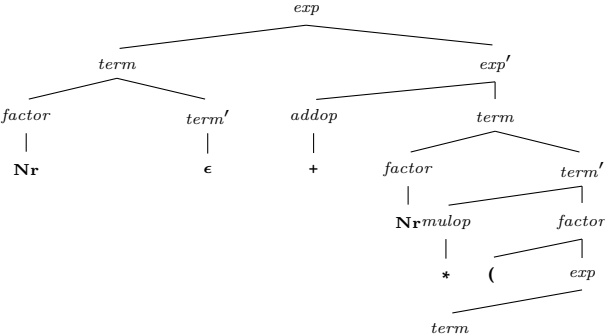 exp
term exp′
factor term′ addop term
Nr ϵ + factor term′
Nr mulop factor
* ( exp
term